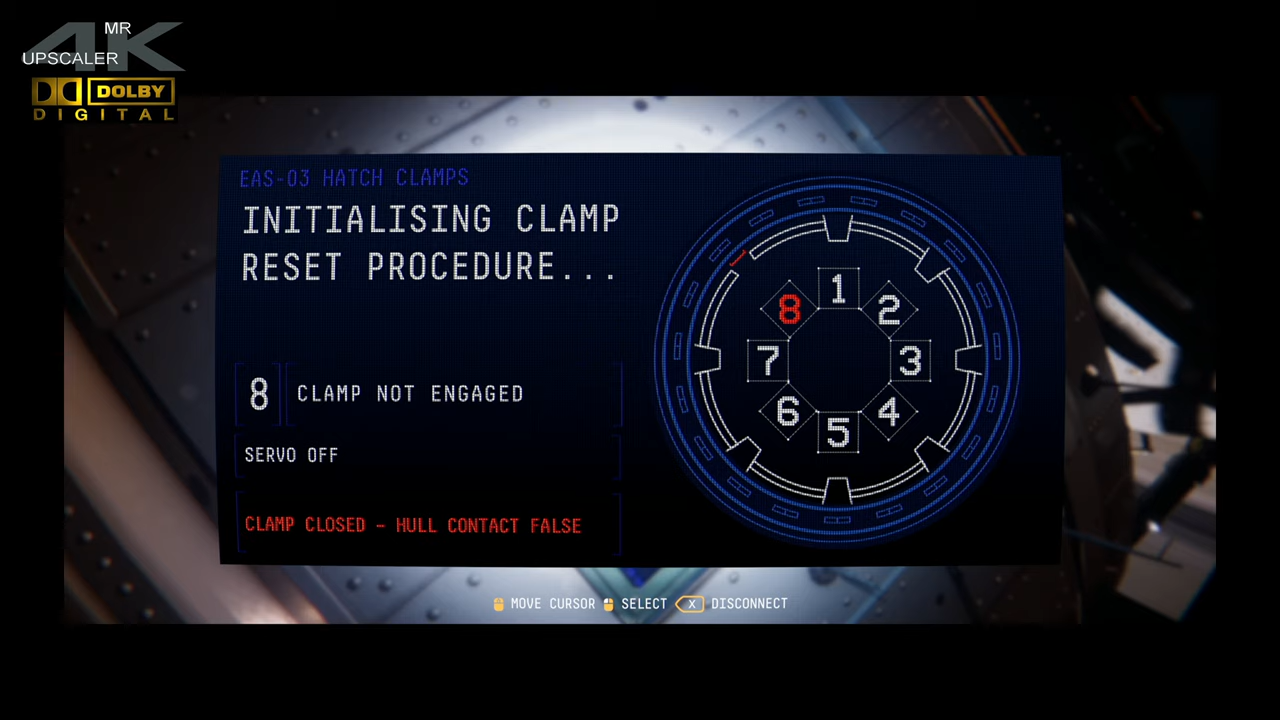 4K
MR
UPSCALER
DOLBY
DIGITAL
EAS-03 HATCH CLAMPS
INITIALISING CLAMP
RESET PROCEDURE...
8 CLAMP NOT ENGAGED
SERVO OFF
CLAMP CLOSED - HULL CONTACT FALSE
1
2
3
4
5
6
7
8
MOVE CURSOR SELECT X DISCONNECT